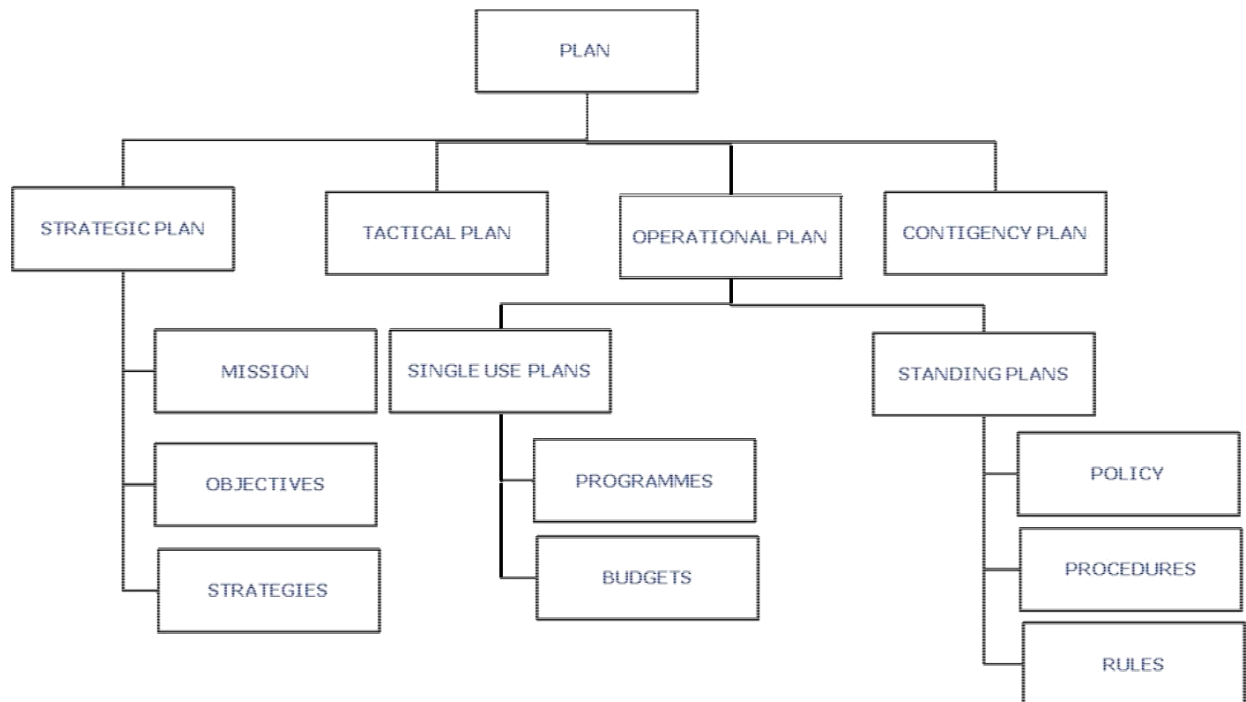 PLAN
STRATEGIC PLAN
TACTICAL PLAN
OPERATIONAL PLAN
CONTIGENCY PLAN
MISSION
OBJECTIVES
STRATEGIES
SINGLE USE PLANS
PROGRAMMES
BUDGETS
STANDING PLANS
POLICY
PROCEDURES
RULES